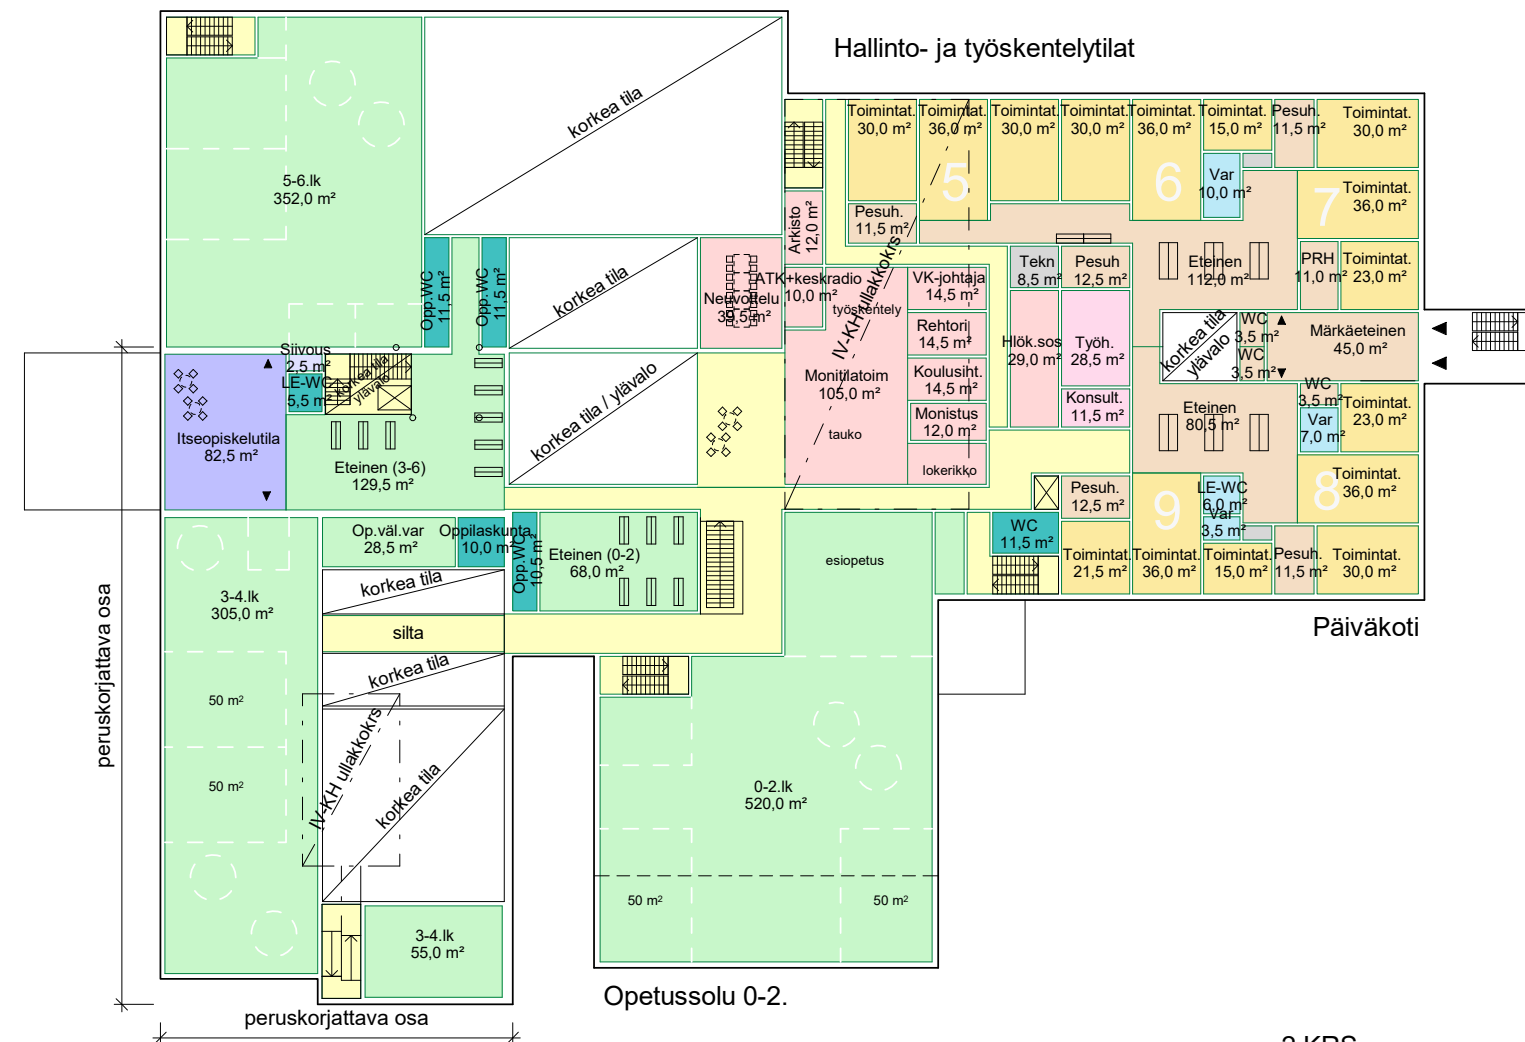 Hallinto- ja työskentelytilat
korkea tila
5-6.lk
352,0 m²
Toimintat.
30,0 m²
Toimintat.
36,0 m²
Toimintat.
30,0 m²
Toimintat.
30,0 m²
Toimintat.
36,0 m²
Toimintat.
15,0 m²
Pesuh.
11,5 m²
Toimintat.
30,0 m²
5
6
7
Var
10,0 m²
Toimintat.
36,0 m²
Arkisto
12,0 m²
Pesuh.
11,5 m²
IV-KH ullakkokrs
Opp.WC
11,5 m²
Opp.WC
11,5 m²
korkea tila
Neuvottelu
39,5 m²
ATK+keskradio
10,0 m²
työskentely
VK-johtaja
14,5 m²
Tekn
8,5 m²
Pesuh
12,5 m²
Eteinen
112,0 m²
PRH
11,0 m²
Toimintat.
23,0 m²
Rehtori
14,5 m²
Hlök.sos
29,0 m²
Työh.
28,5 m²
korkea tila
ylävalo
WC
3,5 m²
WC
3,5 m²
Märkäeteinen
45,0 m²
Siivous
2,5 m²
LE-WC
5,5 m²
korkea tila
ylävalo
korkea tila / ylävalo
Monitilatoim
105,0 m²
tauko
Koulusiht.
14,5 m²
Monistus
12,0 m²
lokerikko
Konsult.
11,5 m²
Eteinen
80,5 m²
WC
3,5 m²
Var
7,0 m²
Toimintat.
23,0 m²
Itseopiskelutila
82,5 m²
Eteinen (3-6)
129,5 m²
Toimintat.
36,0 m²
8
9
Pesuh.
12,5 m²
LE-WC
6,0 m²
Var
3,5 m²
Op.väl.var
28,5 m²
Oppilaskunta
10,0 m²
Opp.WC
10,5 m²
Eteinen (0-2)
68,0 m²
esiopetus
WC
11,5 m²
Toimintat.
21,5 m²
Toimintat.
36,0 m²
Toimintat.
15,0 m²
Pesuh.
11,5 m²
Toimintat.
30,0 m²
Päiväkoti
3-4.lk
305,0 m²
korkea tila
silta
korkea tila
peruskorjattava osa
50 m²
50 m²
IV-KH ullakkokrs
korkea tila
0-2.lk
520,0 m²
50 m²
50 m²
3-4.lk
55,0 m²
Opetussolu 0-2.
peruskorjattava osa